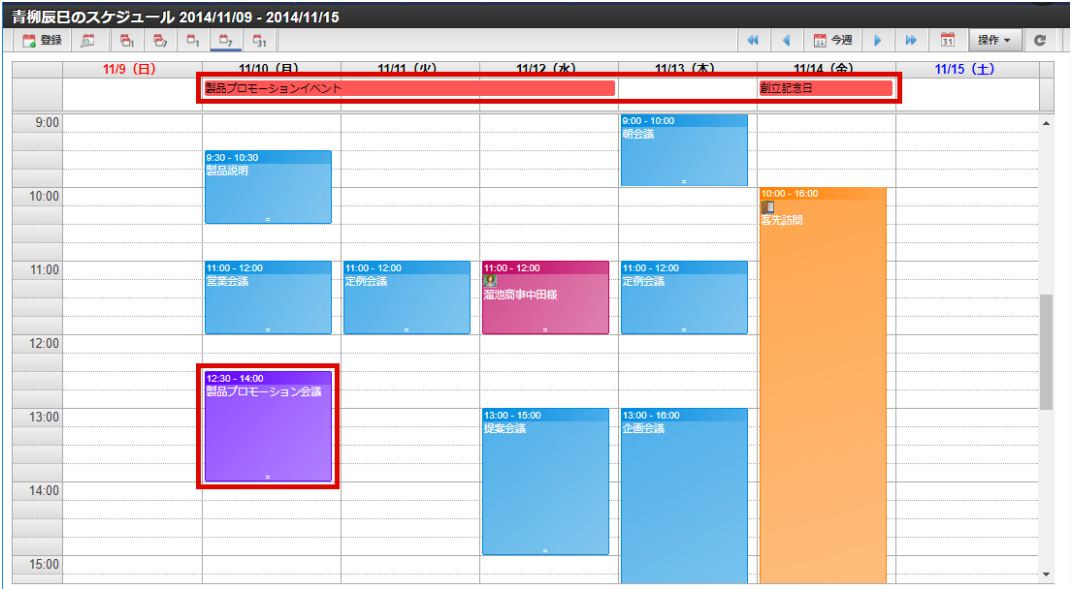 青柳辰巳のスケジュール 2014/11/09 - 2014/11/15
登録
1
7
1
7
31
31 今週
31
操作
11/9 (日)
11/10 (月)
11/11 (火)
11/12 (水)
11/13 (木)
11/14 (金)
11/15 (土)
製品プロモーションイベント
創立記念日
9:00
9:00 - 10:00
朝会議
9:30 - 10:30
製品説明
10:00
10:00 - 16:00
客先訪問
11:00
11:00 - 12:00
営業会議
11:00 - 12:00
定例会議
11:00 - 12:00
溜池商事中田様
11:00 - 12:00
定例会議
12:00
12:30 - 14:00
製品プロモーション会議
13:00
13:00 - 15:00
提案会議
13:00 - 16:00
企画会議
14:00
15:00